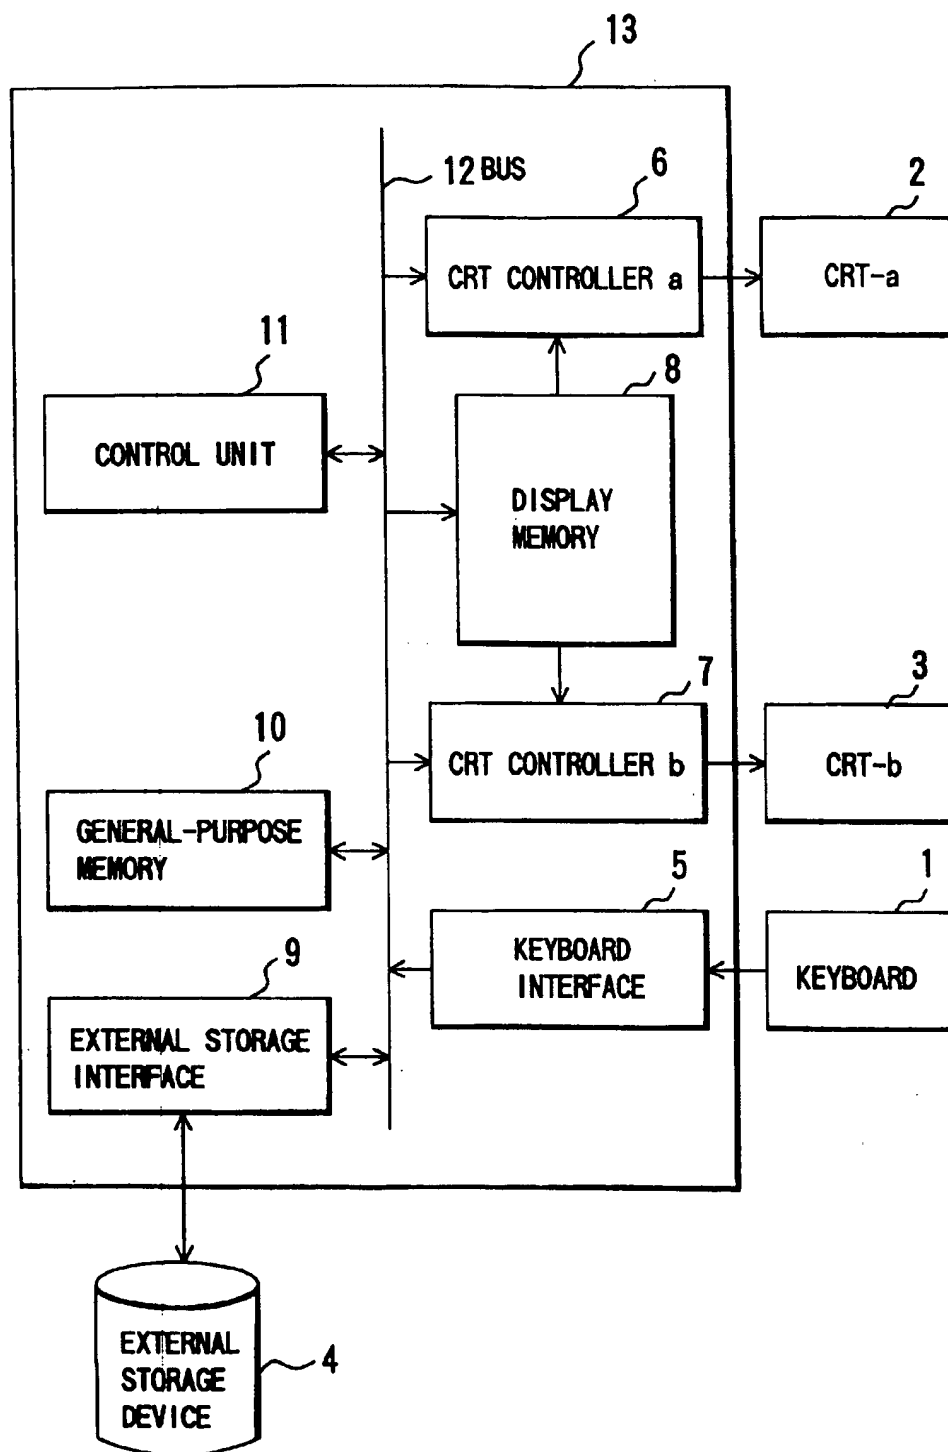 13
12 BUS
6
2
CRT CONTROLLER a
CRT-a
11
8
CONTROL UNIT
DISPLAY
MEMORY
7
3
10
CRT CONTROLLER b
CRT-b
GENERAL-PURPOSE
MEMORY
5
1
9
KEYBOARD
INTERFACE
KEYBOARD
EXTERNAL STORAGE
INTERFACE
EXTERNAL
STORAGE
DEVICE
4